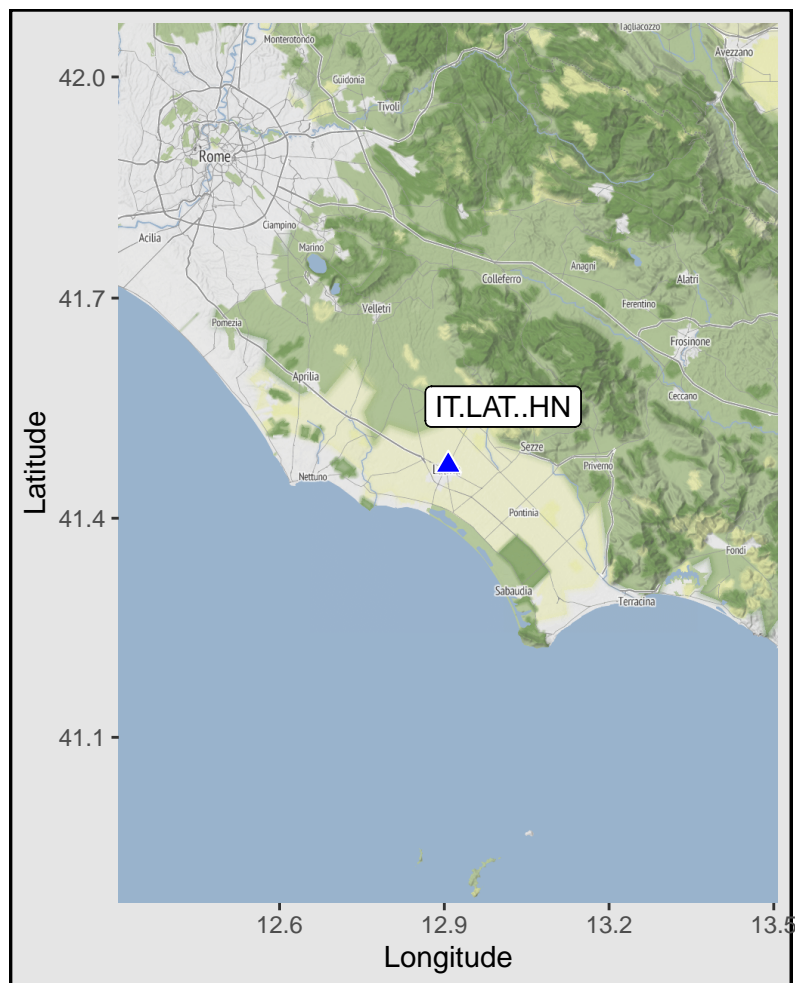 Tagliacozzo
Monterotondo
Avezzano
42.0
Guidonia
Tivoli
Rome
Acilia
Ciampino
Marino
Anagni
Colleferro
Alatri
41.7
Velletri
Ferentino
Pomezia
Frosinone
Aprilia
Ceccano
IT.LAT..HN
Sezze
Priverno
Nettuno
Latitude
41.4
Pontinia
Fondi
Sabaudia
Terracina
41.1
12.6
12.9
13.2
13.5
Longitude